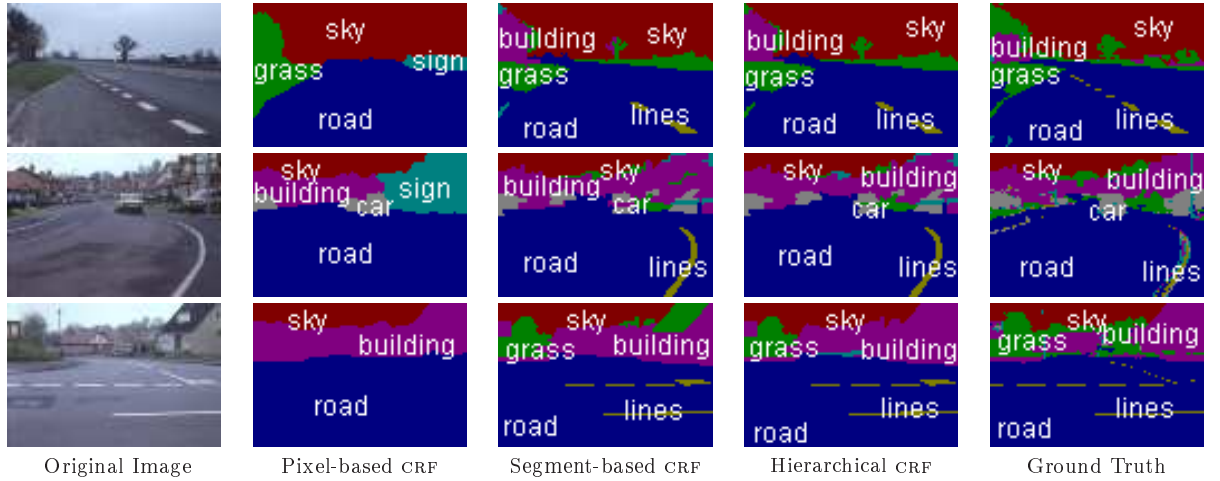 sky
grass
sign
road
building
sky
grass
road
lines
building
sky
grass
road
lines
building
sky
grass
road
lines
sky
building
sign
car
road
sky
building
car
road
lines
sky
building
car
road
lines
sky
building
car
road
lines
sky
building
road
sky
grass
building
lines
road
sky
grass
building
lines
road
sky
grass
building
lines
road
Original Image
Pixel-based CRF
Segment-based CRF
Hierarchical CRF
Ground Truth